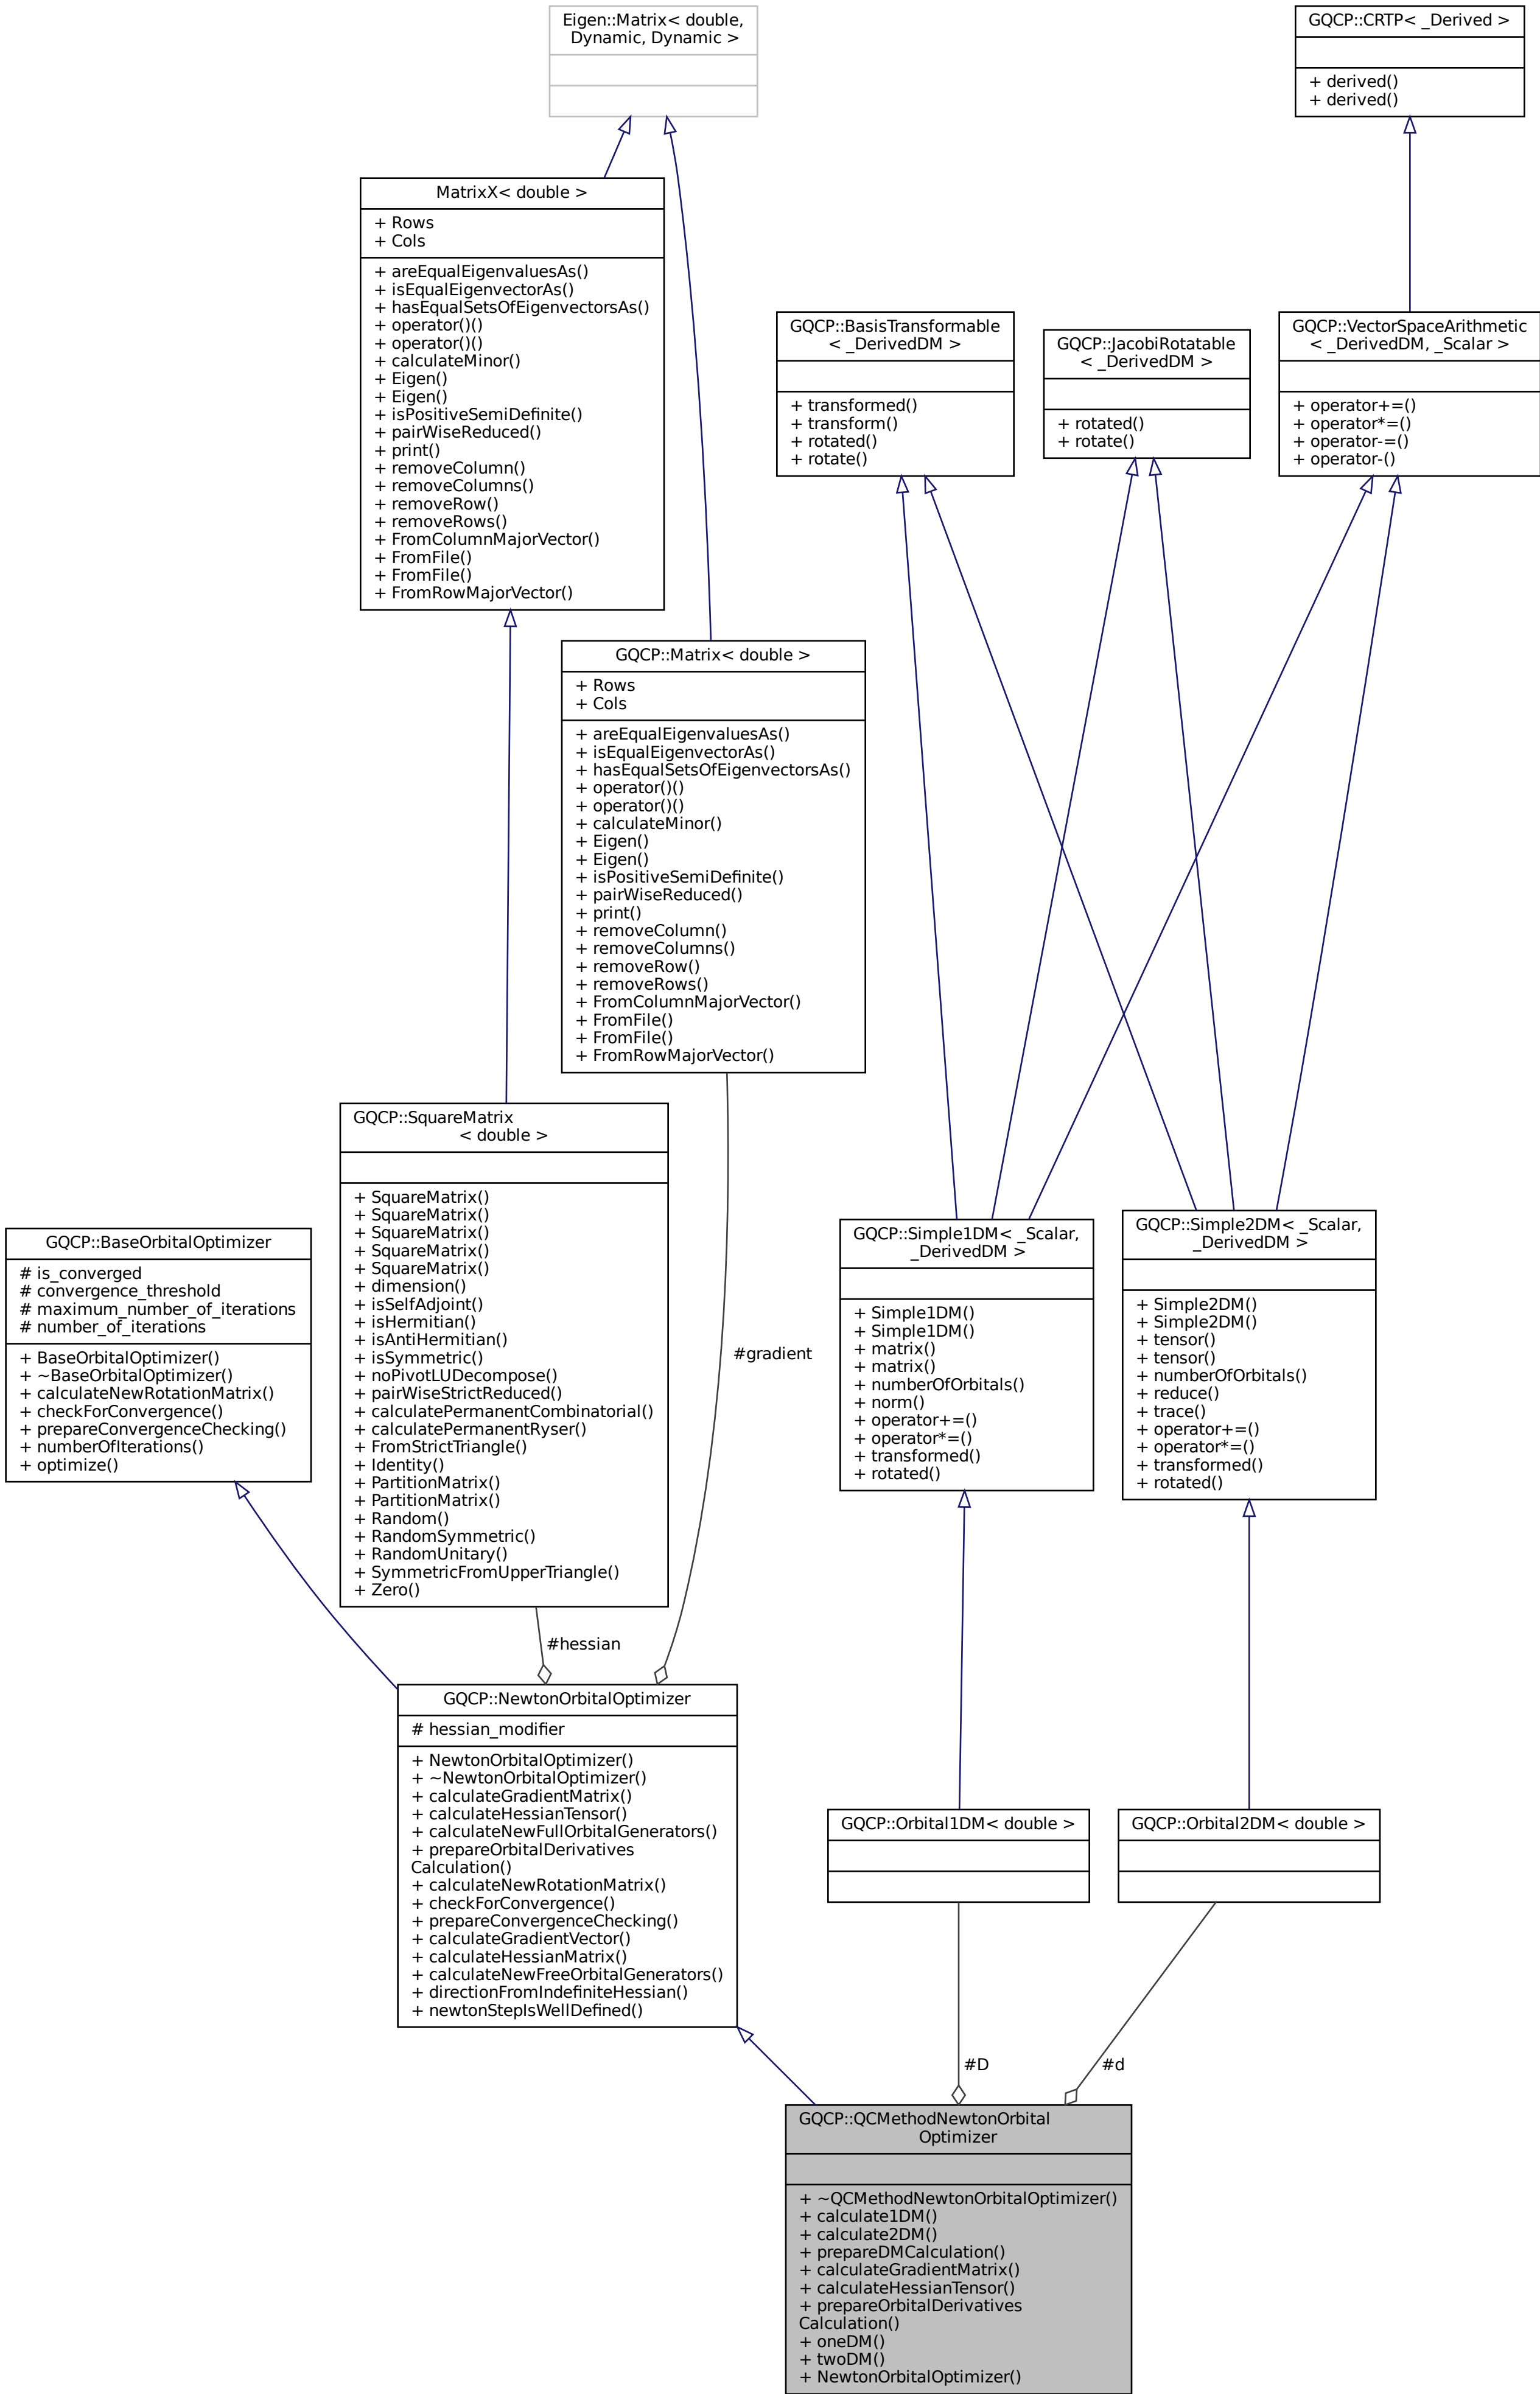 Eigen::Matrix< double,
Dynamic, Dynamic >
GQCP::CRTP< _Derived >
+ derived()
+ derived()
MatrixX< double >
+ Rows
+ Cols
+ areEqualEigenvaluesAs()
+ isEqualEigenvectorAs()
+ hasEqualSetsOfEigenvectorsAs()
+ operator()()
+ operator()()
+ calculateMinor()
+ Eigen()
+ Eigen()
+ isPositiveSemiDefinite()
+ pairWiseReduced()
+ print()
+ removeColumn()
+ removeColumns()
+ removeRow()
+ removeRows()
+ FromColumnMajorVector()
+ FromFile()
+ FromFile()
+ FromRowMajorVector()
GQCP::BasisTransformable
< _DerivedDM >
+ transformed()
+ transform()
+ rotated()
+ rotate()
GQCP::JacobiRotatable
< _DerivedDM >
+ rotated()
+ rotate()
GQCP::VectorSpaceArithmetic
< _DerivedDM, _Scalar >
+ operator+=()
+ operator*=()
+ operator-=()
+ operator-()
GQCP::Matrix< double >
+ Rows
+ Cols
+ areEqualEigenvaluesAs()
+ isEqualEigenvectorAs()
+ hasEqualSetsOfEigenvectorsAs()
+ operator()()
+ operator()()
+ calculateMinor()
+ Eigen()
+ Eigen()
+ isPositiveSemiDefinite()
+ pairWiseReduced()
+ print()
+ removeColumn()
+ removeColumns()
+ removeRow()
+ removeRows()
+ FromColumnMajorVector()
+ FromFile()
+ FromFile()
+ FromRowMajorVector()
GQCP::SquareMatrix
< double >
+ SquareMatrix()
+ SquareMatrix()
+ SquareMatrix()
+ SquareMatrix()
+ SquareMatrix()
+ dimension()
+ isSelfAdjoint()
+ isHermitian()
+ isAntiHermitian()
+ isSymmetric()
+ noPivotLUDecompose()
+ pairWiseStrictReduced()
+ calculatePermanentCombinatorial()
+ calculatePermanentRyser()
+ FromStrictTriangle()
+ Identity()
+ PartitionMatrix()
+ PartitionMatrix()
+ Random()
+ RandomSymmetric()
+ RandomUnitary()
+ SymmetricFromUpperTriangle()
+ Zero()
GQCP::BaseOrbitalOptimizer
# is_converged
# convergence_threshold
# maximum_number_of_iterations
# number_of_iterations
+ BaseOrbitalOptimizer()
+ ~BaseOrbitalOptimizer()
+ calculateNewRotationMatrix()
+ checkForConvergence()
+ prepareConvergenceChecking()
+ numberOfIterations()
+ optimize()
#gradient
GQCP::Simple1DM< _Scalar,
_DerivedDM >
+ Simple1DM()
+ Simple1DM()
+ matrix()
+ matrix()
+ numberOfOrbitals()
+ norm()
+ operator+=()
+ operator*=()
+ transformed()
+ rotated()
GQCP::Simple2DM< _Scalar,
_DerivedDM >
+ Simple2DM()
+ Simple2DM()
+ tensor()
+ tensor()
+ numberOfOrbitals()
+ reduce()
+ trace()
+ operator+=()
+ operator*=()
+ transformed()
+ rotated()
#hessian
GQCP::NewtonOrbitalOptimizer
# hessian_modifier
+ NewtonOrbitalOptimizer()
+ ~NewtonOrbitalOptimizer()
+ calculateGradientMatrix()
+ calculateHessianTensor()
+ calculateNewFullOrbitalGenerators()
+ prepareOrbitalDerivatives
Calculation()
+ calculateNewRotationMatrix()
+ checkForConvergence()
+ prepareConvergenceChecking()
+ calculateGradientVector()
+ calculateHessianMatrix()
+ calculateNewFreeOrbitalGenerators()
+ directionFromIndefiniteHessian()
+ newtonStepIsWellDefined()
GQCP::Orbital1DM< double >
GQCP::Orbital2DM< double >
#D
#d
GQCP::QCMethodNewtonOrbital
Optimizer
+ ~QCMethodNewtonOrbitalOptimizer()
+ calculate1DM()
+ calculate2DM()
+ prepareDMCalculation()
+ calculateGradientMatrix()
+ calculateHessianTensor()
+ prepareOrbitalDerivatives
Calculation()
+ oneDM()
+ twoDM()
+ NewtonOrbitalOptimizer()